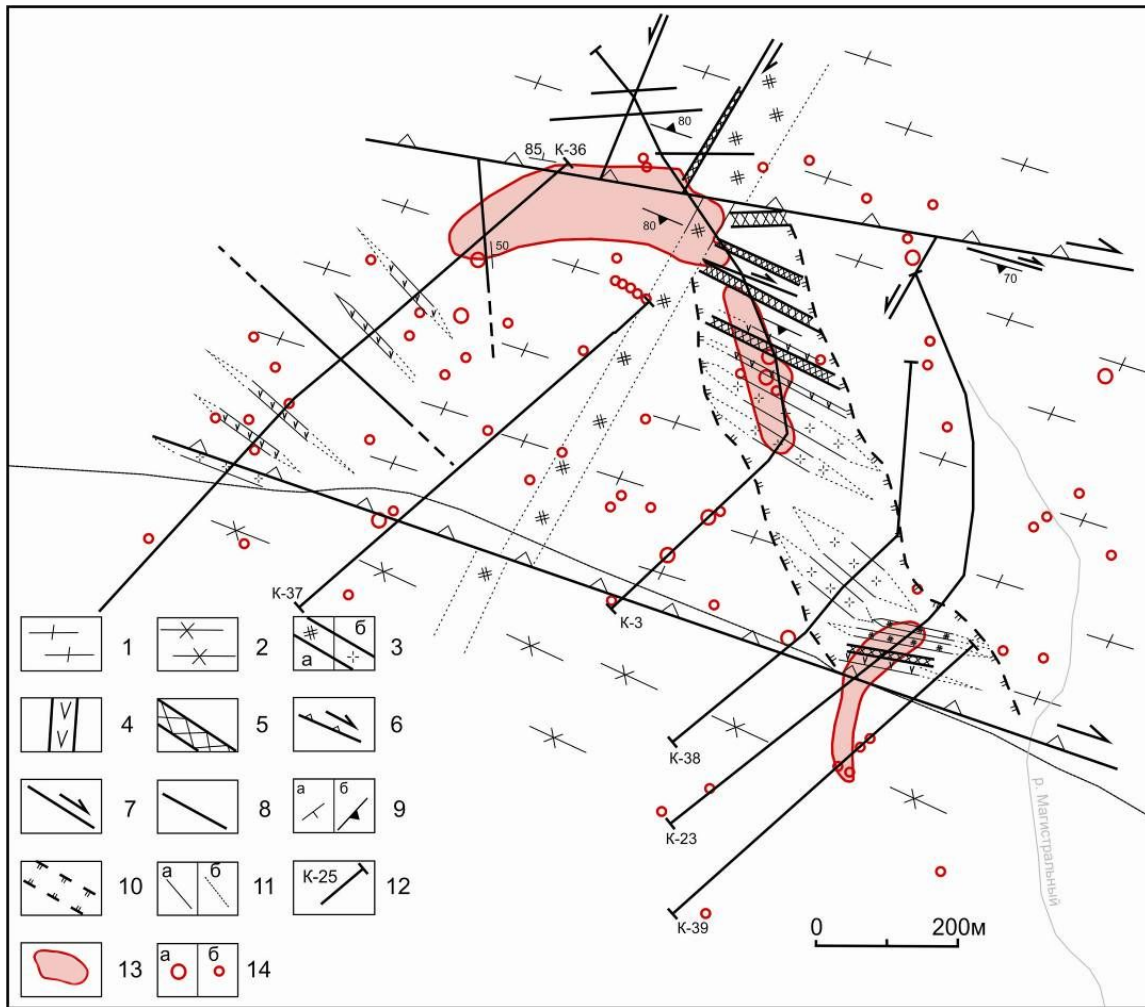 85
К-36
80
80
50
70
К-37
К-3
К-38
К-23
К-39
р. Магистральный
0 200м
1
2
а б 3
4
5
6
7
8
а б 9
10
а б 11
К-25 12
13
а б 14